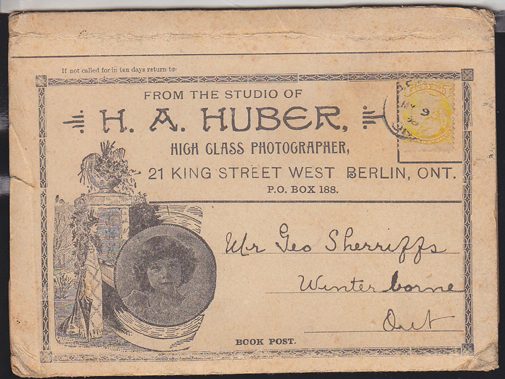 If not called for in ten days return to
FROM THE STUDIO OF
H. A. HUBER,
HIGH CLASS PHOTOGRAPHER,
21 KING STREET WEST BERLIN, ONT.
P.O. BOX 188.
Mr Geo Sherriffs
Winterborne
Ont
BOOK POST.